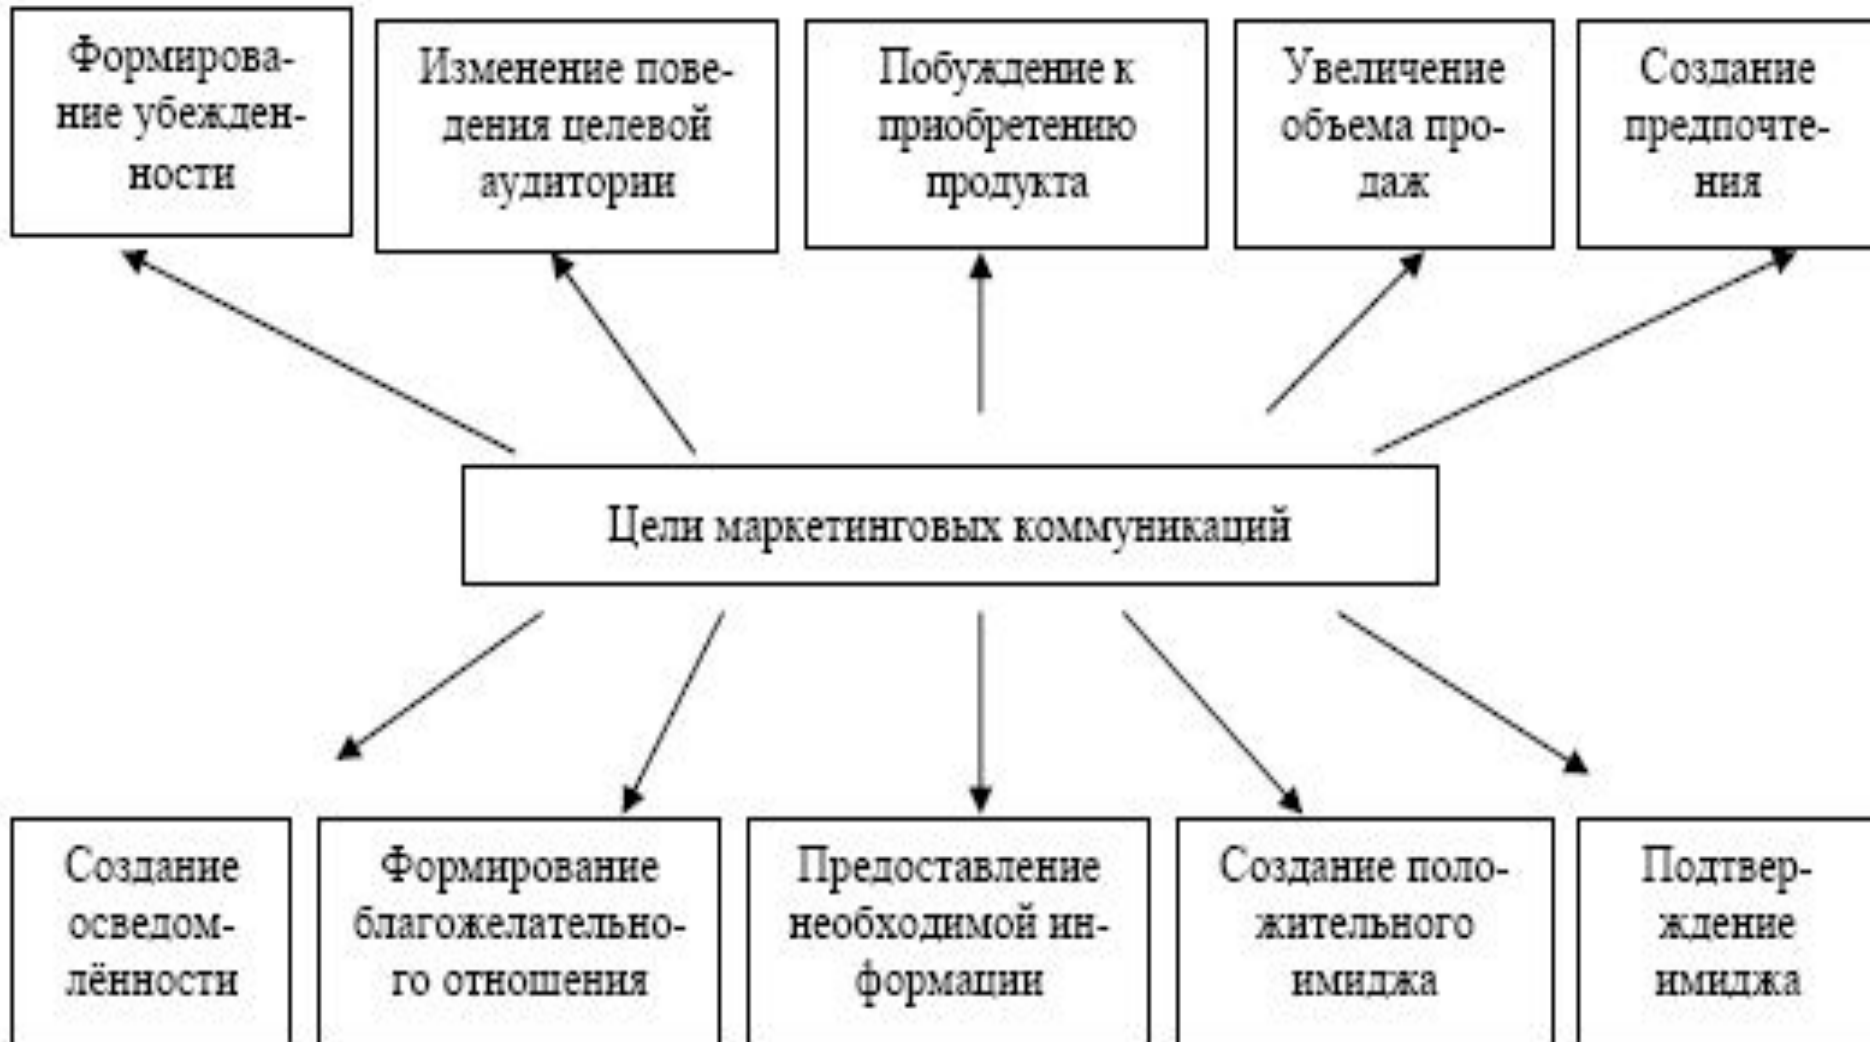 Формирова-
ние убежден-
ности
Изменение пове-
дения целевой
аудитории
Побуждение к
приобретению
продукта
Увеличение
объема про-
даж
Создание
предпочте-
ния
Цели маркетинговых коммуникаций
Создание
осведом-
лённости
Формирование
благожелательно-
го отношения
Предоставление
необходимой ин-
формации
Создание поло-
жительного
имиджа
Подтвер-
ждение
имиджа